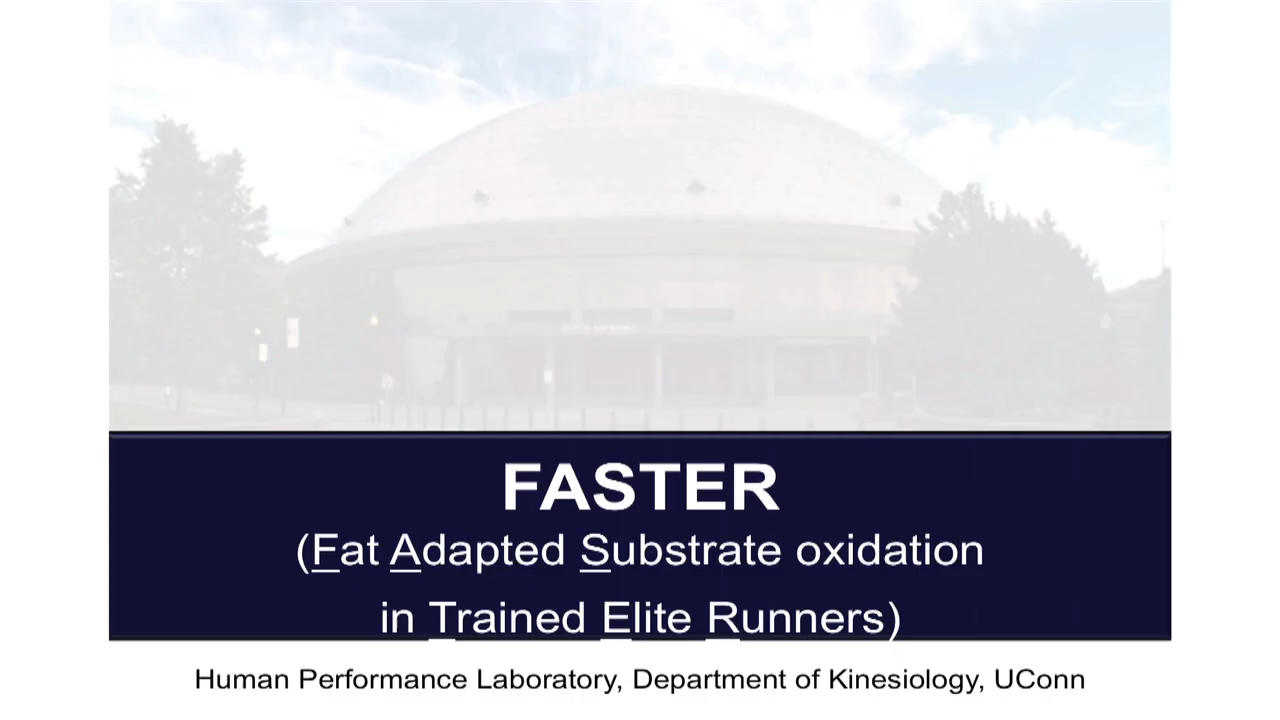 FASTER
(Fat Adapted Substrate oxidation
in Trained Elite Runners)
Human Performance Laboratory, Department of Kinesiology, UConn